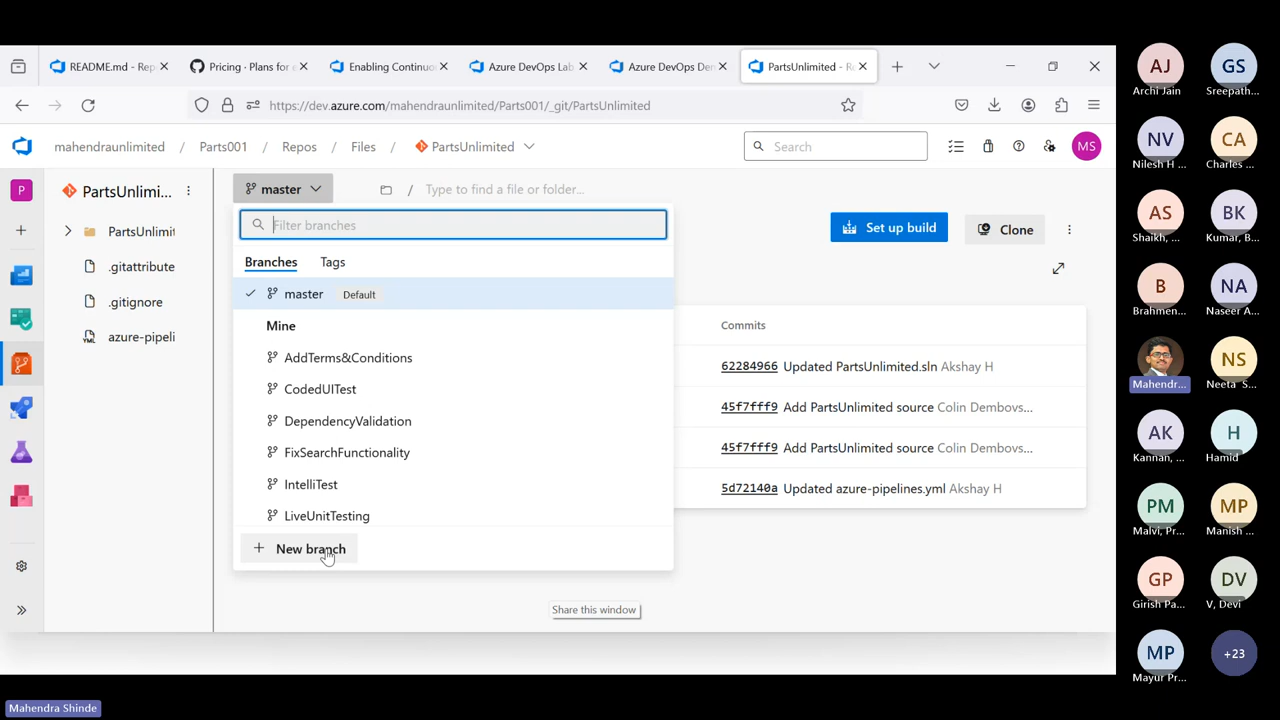 README.md - Rep
Pricing · Plans for e
Enabling Continuo
Azure DevOps Lab
Azure DevOps Den
PartsUnlimited - Re
https://dev.azure.com/mahendraunlimited/Parts001/_git/PartsUnlimited
mahendraunlimited / Parts001 / Repos / Files / PartsUnlimited
Search
MS
P
PartsUnlimi...
master
/ Type to find a file or folder...
PartsUnlimit
.gitattribute
.gitignore
azure-pipeli
Filter branches
Branches
Tags
master Default
Mine
AddTerms&Conditions
CodedUITest
DependencyValidation
FixSearchFunctionality
IntelliTest
LiveUnitTesting
New branch
Set up build
Clone
Commits
62284966 Updated PartsUnlimited.sln Akshay H
45f7fff9 Add PartsUnlimited source Colin Dembovs...
45f7fff9 Add PartsUnlimited source Colin Dembovs...
5d72140a Updated azure-pipelines.yml Akshay H
Share this window
AJ
Archi Jain
GS
Sreepath...
NV
Nilesh H ...
CA
Charles ...
AS
Shaikh, ...
BK
Kumar, B...
B
Brahmen...
NA
Naseer A...
Mahendr...
NS
Neeta S...
AK
Kannan, ...
H
Hamid
PM
Malvi, Pr...
MP
Manish ...
GP
Girish Pa...
DV
V, Devi
MP
Mayur Pr...
+23
Mahendra Shinde